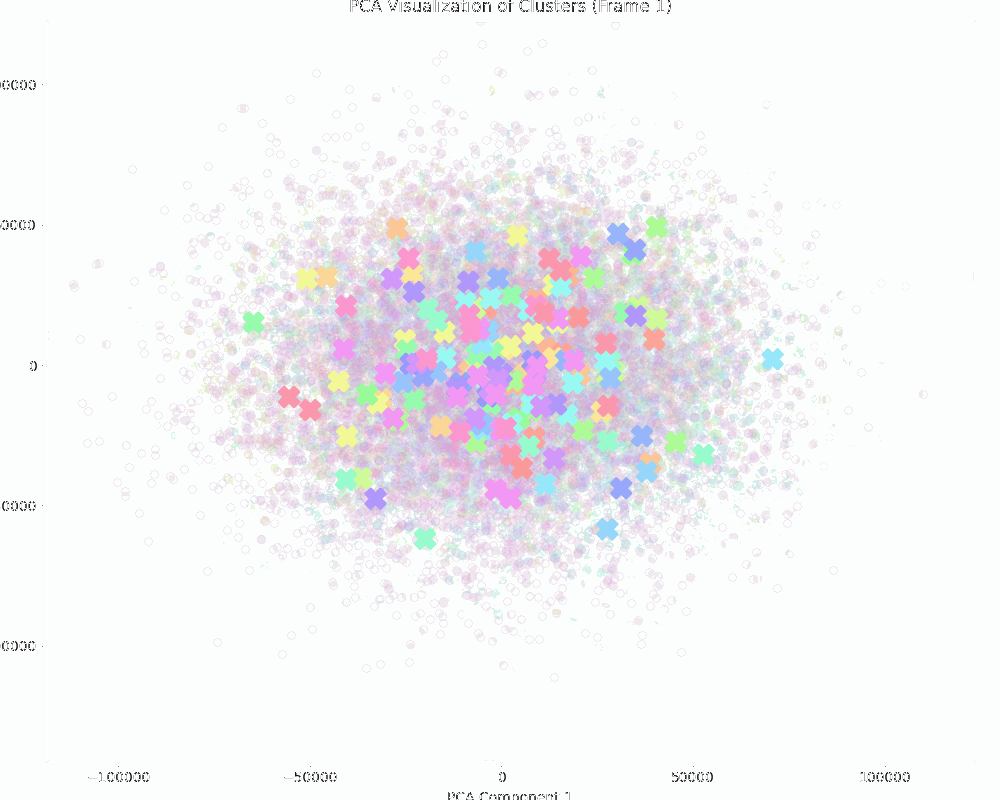 PCA Visualization of Clusters (Frame 1)
0
−100000 −50000 0 50000 100000
PCA Component 1